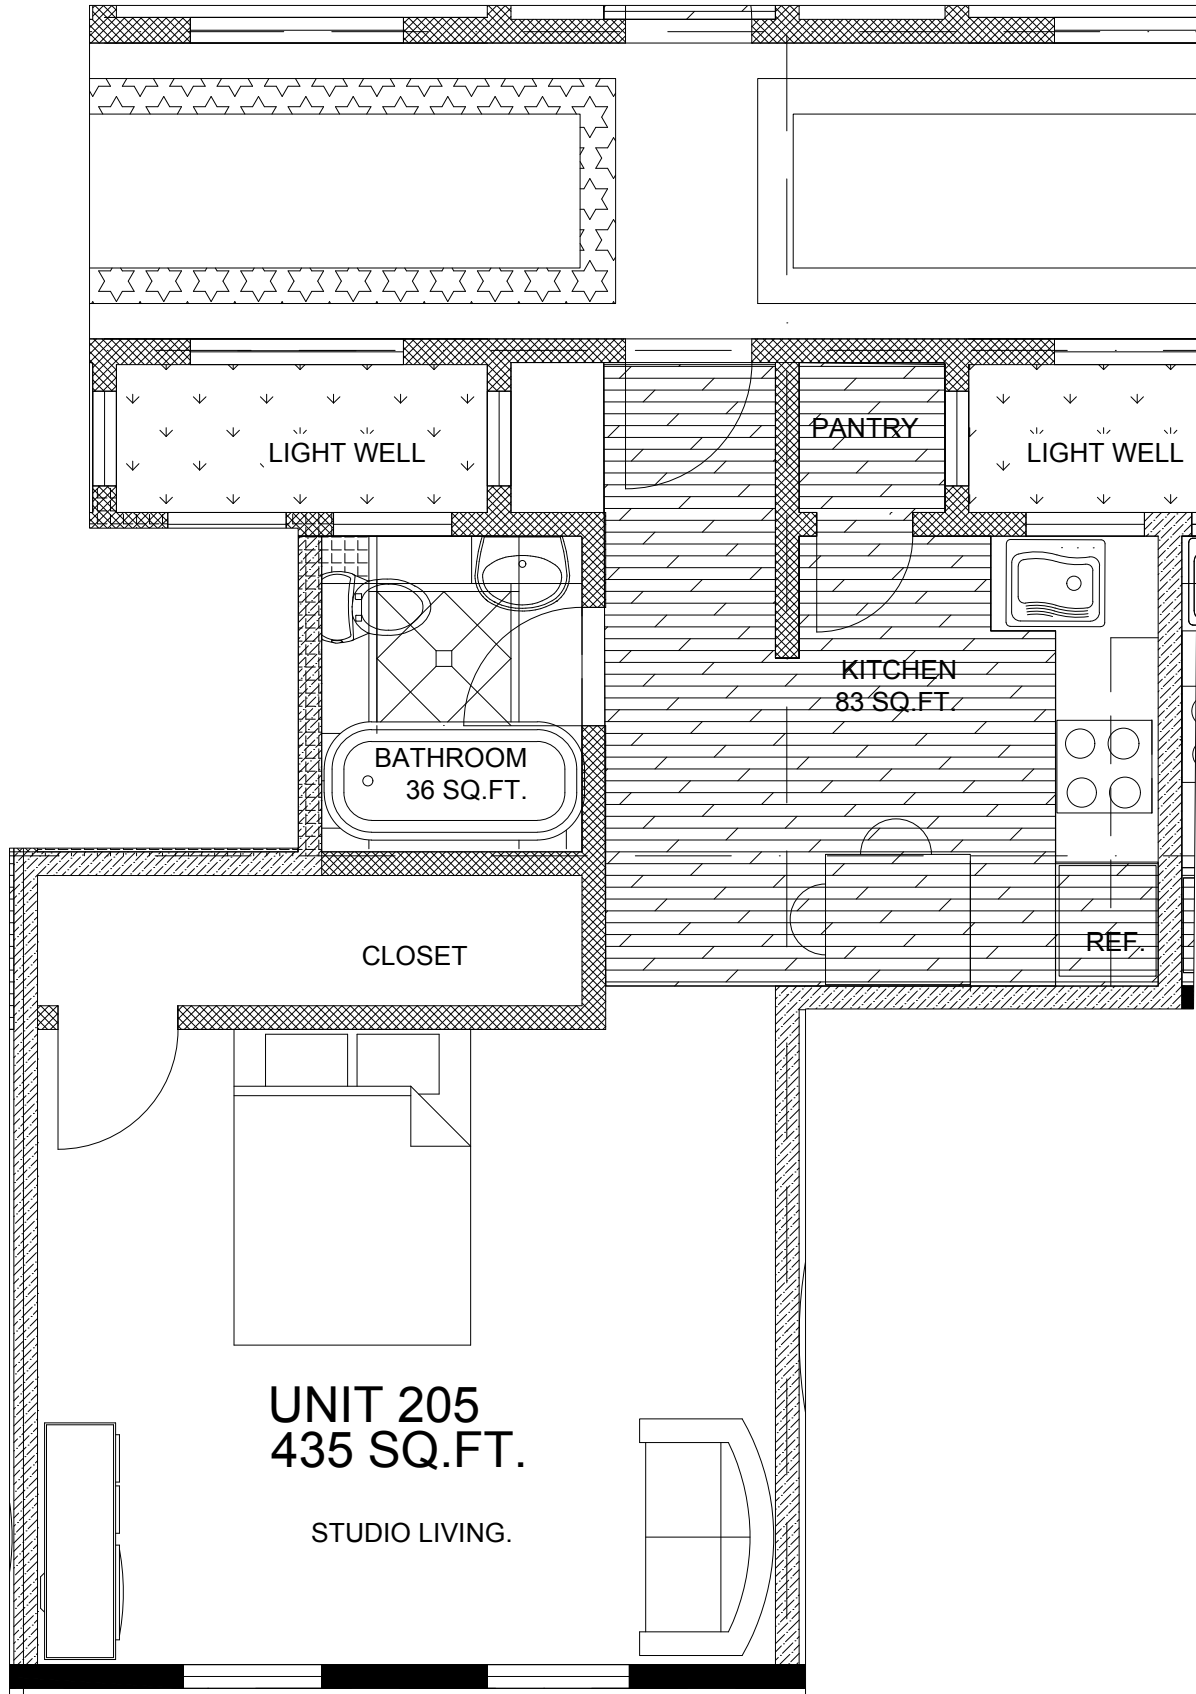 PANTRY
LIGHT WELL
LIGHT WELL
KITCHEN
83 SQ.FT.
BATHROOM
36 SQ.FT.
REF.
CLOSET
UNIT 205
435 SQ.FT.
STUDIO LIVING.